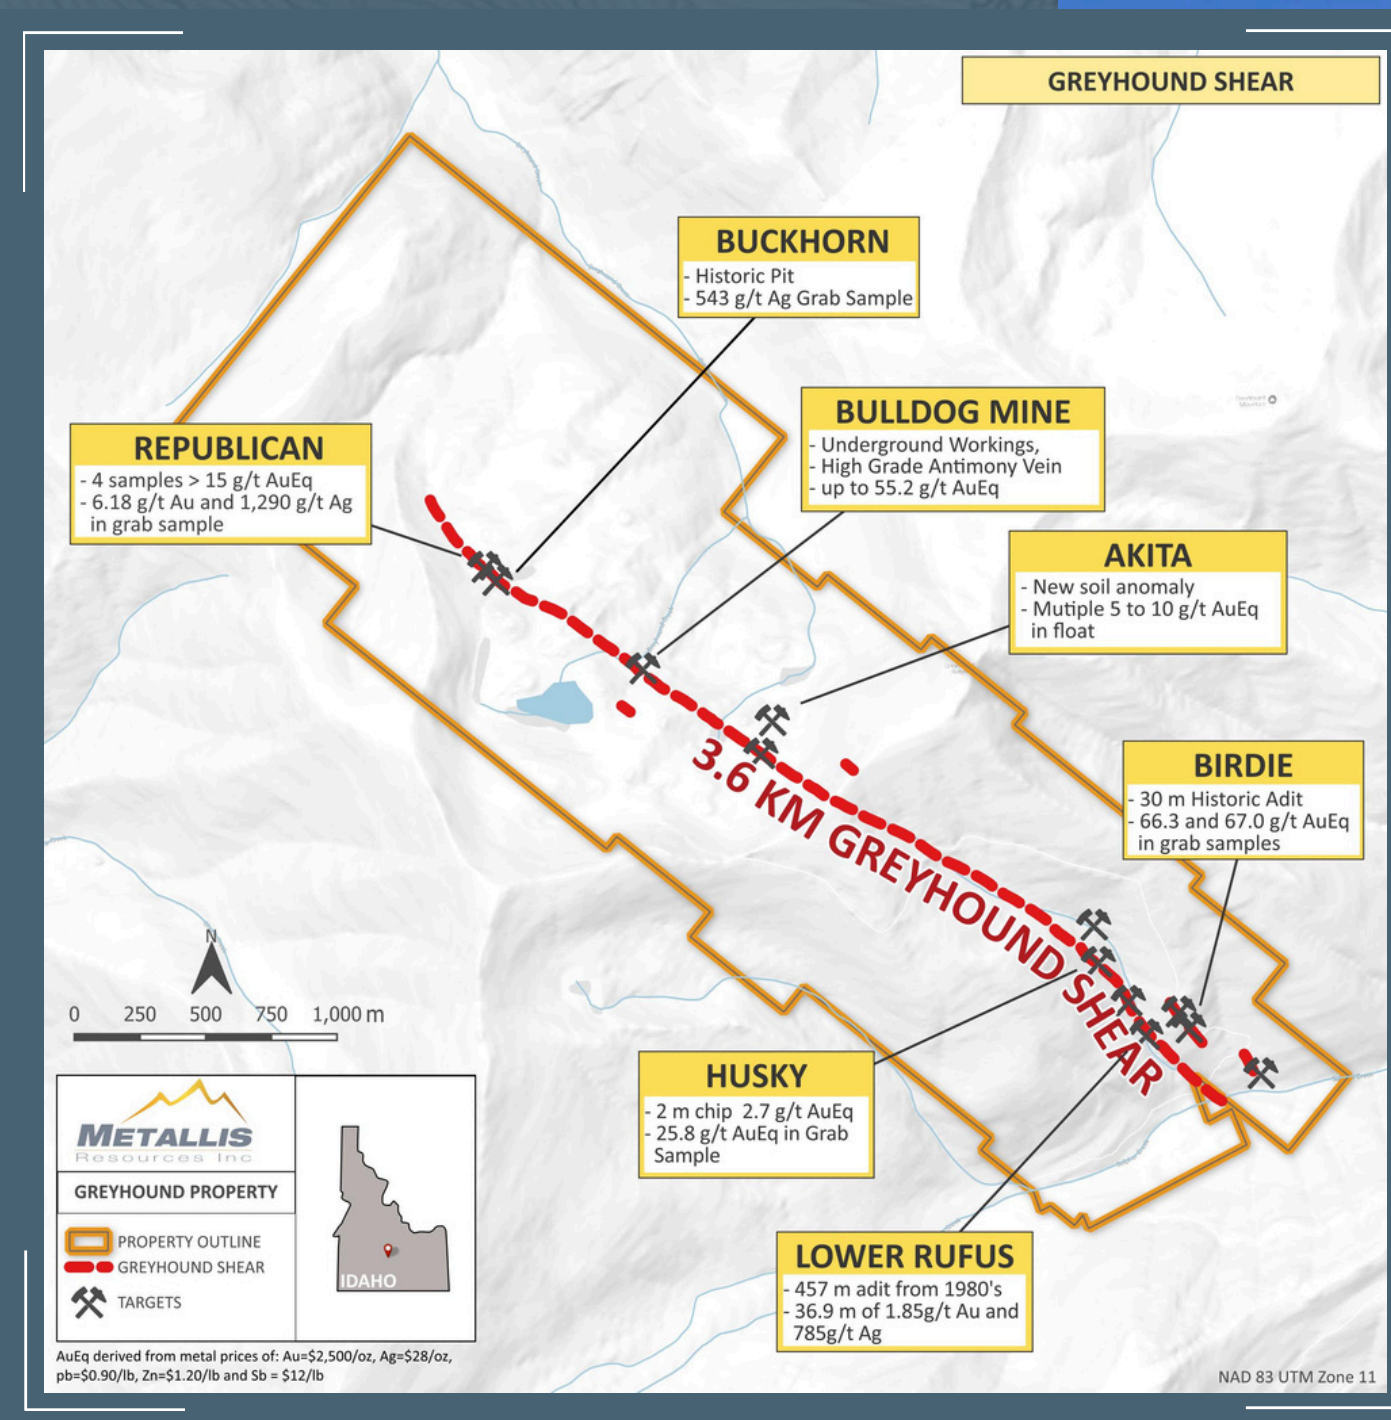 GREYHOUND SHEAR
BUCKHORN
- Historic Pit
- 543 g/t Ag Grab Sample
BULLDOG MINE
- Underground Workings,
- High Grade Antimony Vein
- up to 55.2 g/t AuEq
REPUBLICAN
- 4 samples > 15 g/t AuEq
- 6.18 g/t Au and 1,290 g/t Ag
in grab sample
AKITA
- New soil anomaly
- Mutiple 5 to 10 g/t AuEq
in float
BIRDIE
- 30 m Historic Adit
- 66.3 and 67.0 g/t AuEq
in grab samples
3.6 KM GREYHOUND SHEAR
HUSKY
- 2 m chip 2.7 g/t AuEq
- 25.8 g/t AuEq in Grab
Sample
LOWER RUFUS
- 457 m adit from 1980's
- 36.9 m of 1.85g/t Au and
785g/t Ag
N
0 250 500 750 1,000 m
METALLIS
Resources Inc
GREYHOUND PROPERTY
PROPERTY OUTLINE
GREYHOUND SHEAR
TARGETS
IDAHO
AuEq derived from metal prices of: Au=$2,500/oz, Ag=$28/oz,
pb=$0.90/lb, Zn=$1.20/lb and Sb = $12/lb
NAD 83 UTM Zone 11